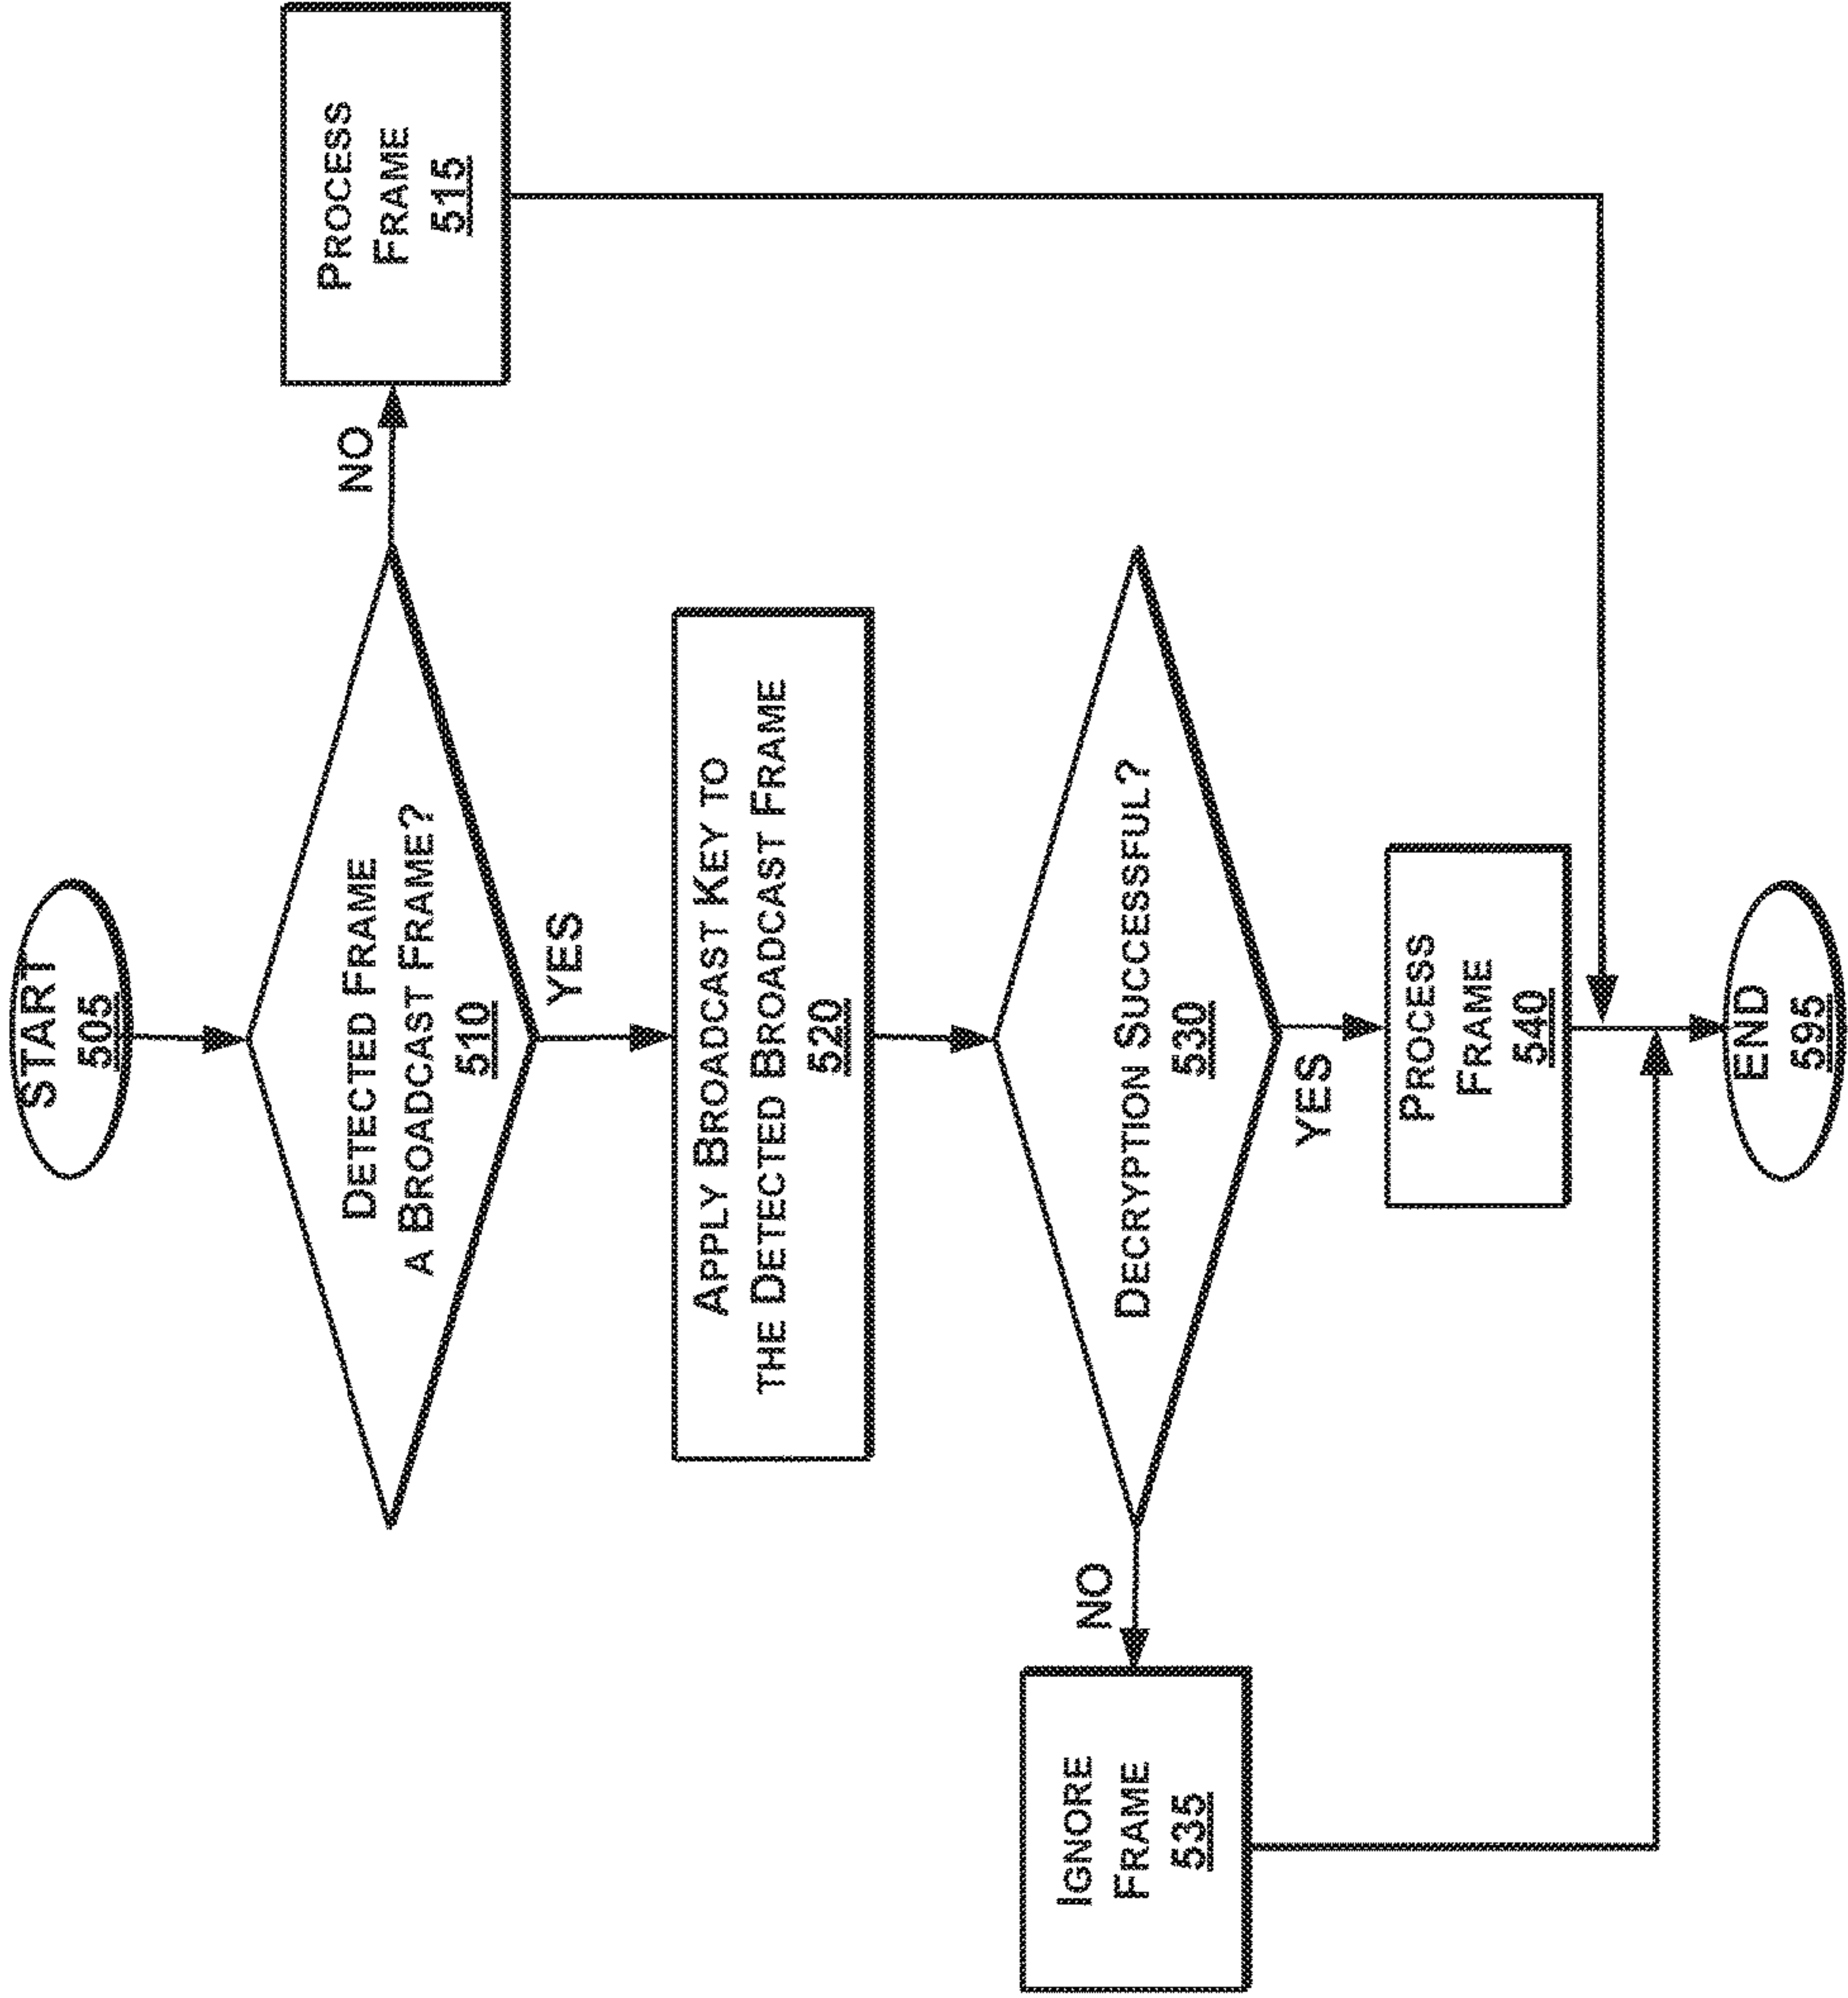 START
505
DETECTED FRAME
A BROADCAST FRAME?
510
NO
PROCESS
FRAME
515
YES
APPLY BROADCAST KEY TO
THE DETECTED BROADCAST FRAME
520
DECRYPTION SUCCESSFUL?
530
NO
IGNORE
FRAME
535
YES
PROCESS
FRAME
540
END
595